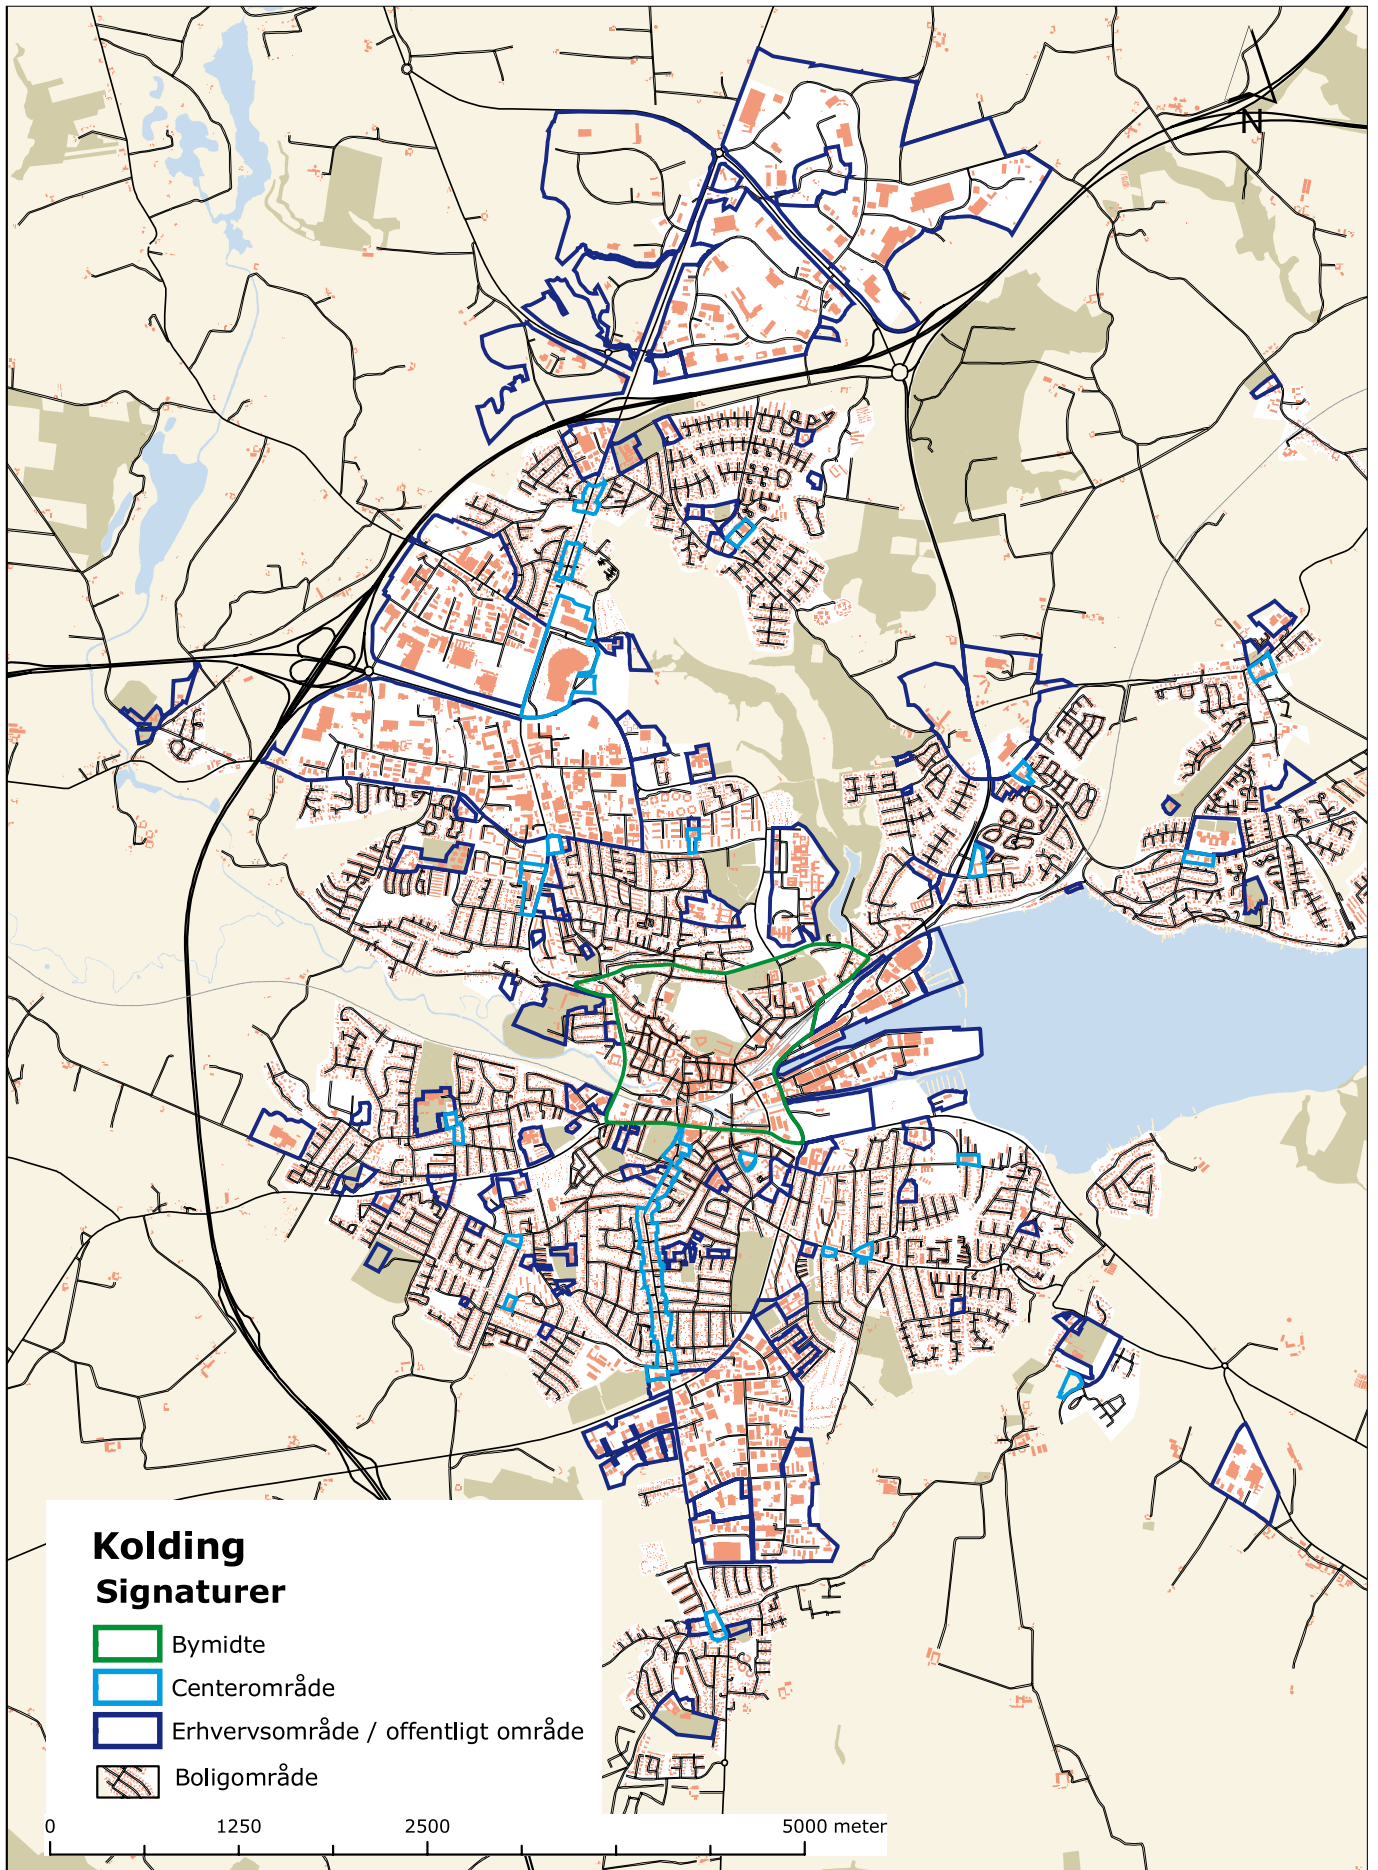 N
Kolding
Signaturer
Bymidte
Centerområde
Erhvervsområde / offentligt område
Boligområde
0 1250 2500 5000 meter